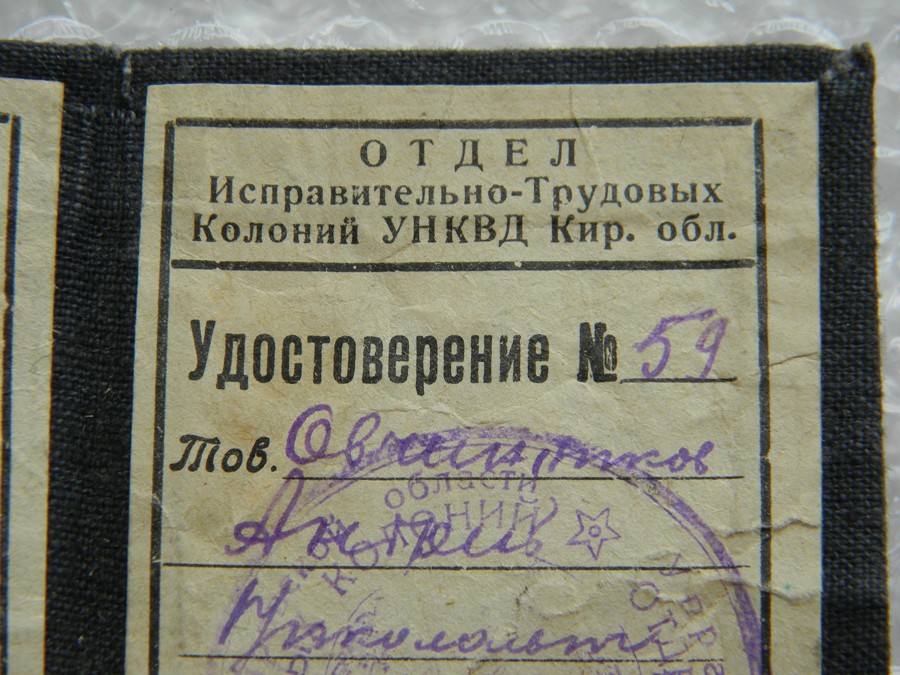 ОТДЕЛ
Исправительно-Трудовых
Колоний УНКВД Кир. обл.
Удостоверение № 59
Тов. Овчинников
области
колоний
Андрей